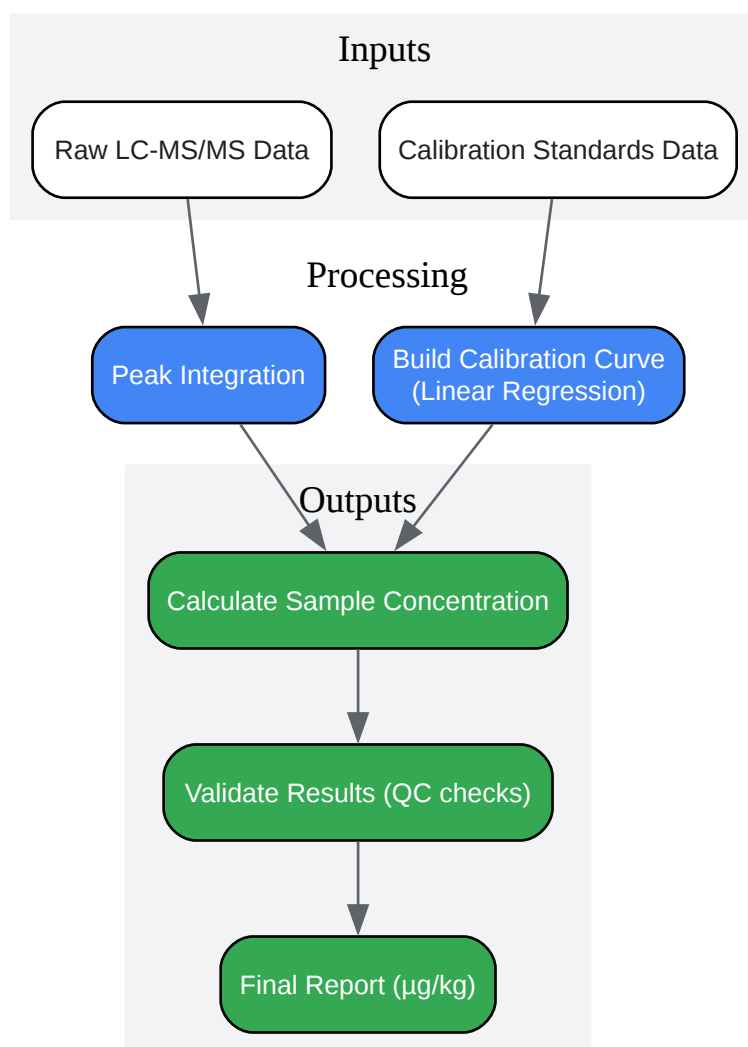 Inputs
Raw LC-MS/MS Data
Calibration Standards Data
Processing
Peak Integration
Build Calibration Curve
(Linear Regression)
Outputs
Calculate Sample Concentration
Validate Results (QC checks)
Final Report (µg/kg)